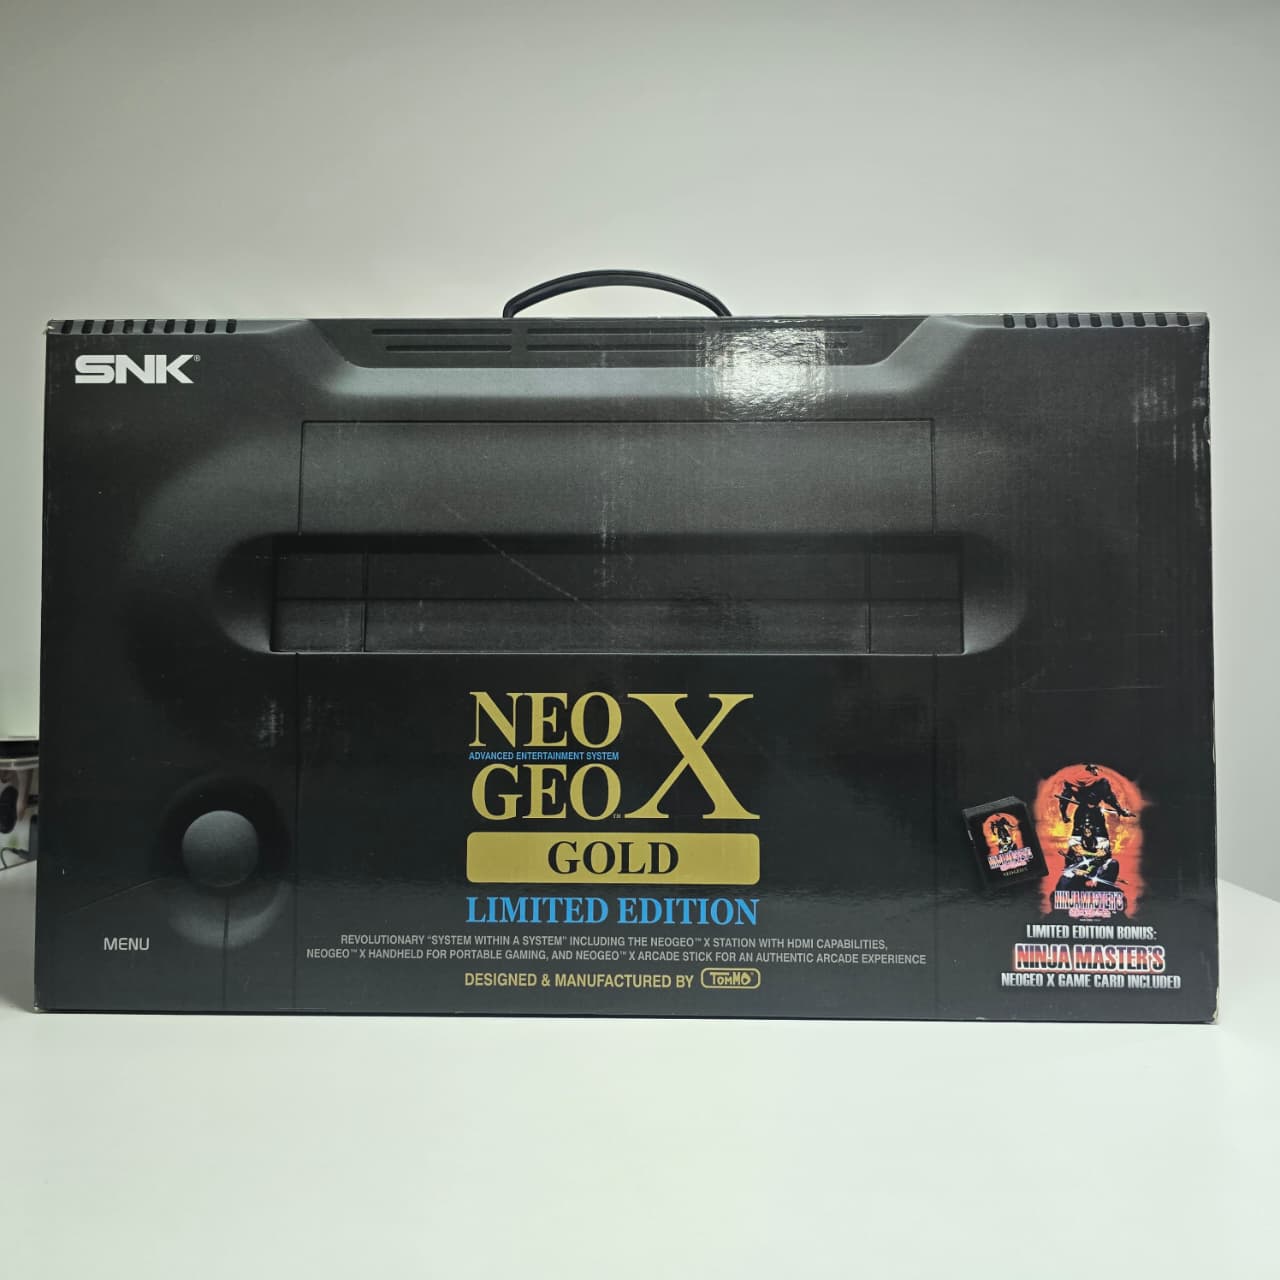 SNK®
NEO
GEO X
ADVANCED ENTERTAINMENT SYSTEM
GOLD
LIMITED EDITION
REVOLUTIONARY “SYSTEM WITHIN A SYSTEM” INCLUDING THE NEOGEO™ X STATION WITH HDMI CAPABILITIES,
NEOGEO™ X HANDHELD FOR PORTABLE GAMING, AND NEOGEO™ X ARCADE STICK FOR AN AUTHENTIC ARCADE EXPERIENCE
DESIGNED & MANUFACTURED BY TOMMO
MENU
NINJA MASTER'S
LIMITED EDITION BONUS:
NINJA MASTER'S
NEOGEO X GAME CARD INCLUDED